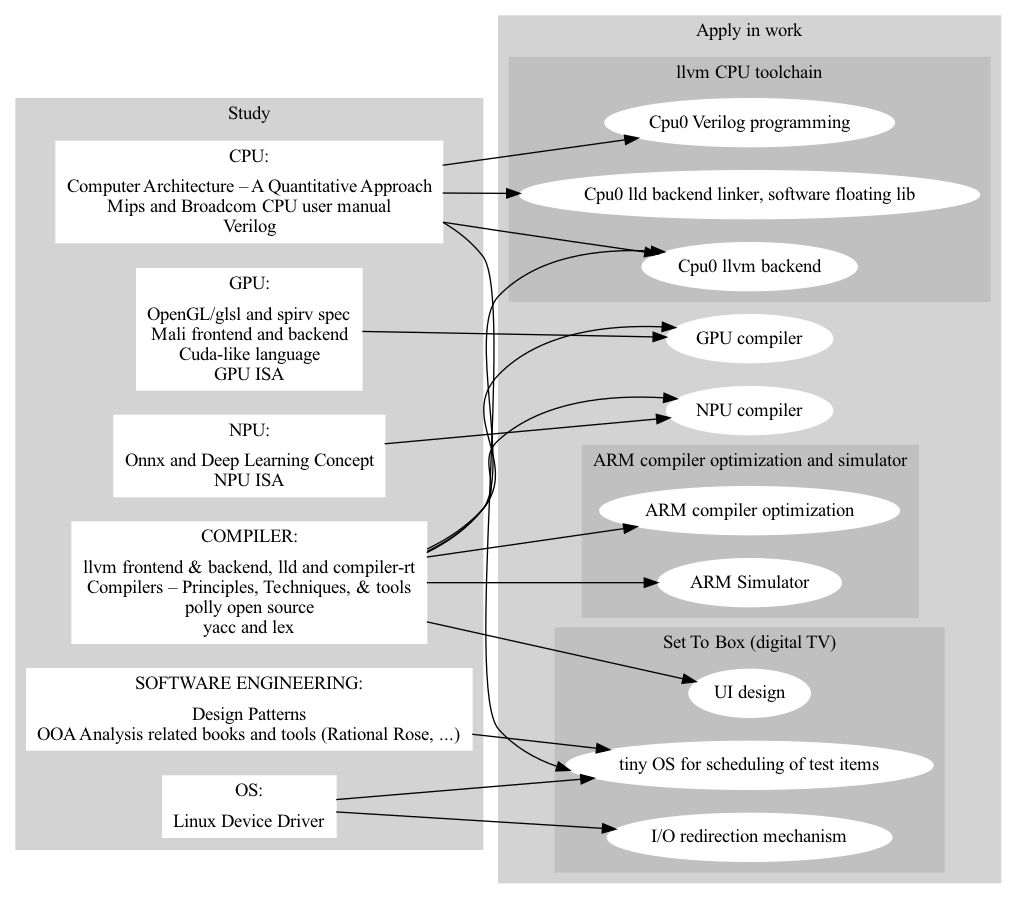 Study
CPU:
Computer Architecture – A Quantitative Approach
Mips and Broadcom CPU user manual
Verilog
GPU:
OpenGL/glsl and spirv spec
Mali frontend and backend
Cuda-like language
GPU ISA
NPU:
Onnx and Deep Learning Concept
NPU ISA
COMPILER:
llvm frontend & backend, lld and compiler-rt
Compilers – Principles, Techniques, & tools
polly open source
yacc and lex
SOFTWARE ENGINEERING:
Design Patterns
OOA Analysis related books and tools (Rational Rose, ...)
OS:
Linux Device Driver
Apply in work
llvm CPU toolchain
Cpu0 Verilog programming
Cpu0 lld backend linker, software floating lib
Cpu0 llvm backend
GPU compiler
NPU compiler
ARM compiler optimization and simulator
ARM compiler optimization
ARM Simulator
Set To Box (digital TV)
UI design
tiny OS for scheduling of test items
I/O redirection mechanism